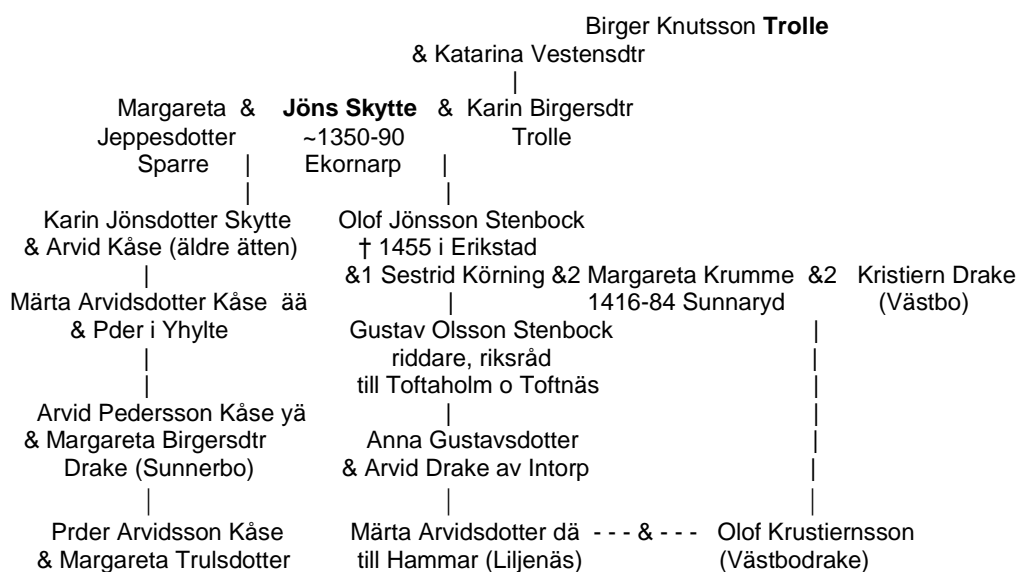 Birger Knutsson Trolle
& Katarina Vestensdtr
|
Margareta & Jöns Skytte & Karin Birgersdtr
Jeppesdotter ~1350-90 Trolle
Sparre | Ekornarp |
| |
Karin Jönsdotter Skytte Olof Jönsson Stenbock
& Arvid Kåse (äldre ätten) † 1455 i Erikstad
| &1 Sestrid Körning &2 Margareta Krumme &2 Kristiern Drake
Märta Arvidsdotter Kåse ää | 1416-84 Sunnaryd (Västbo)
& Pder i Yhylte Gustav Olsson Stenbock |
| riddare, riksråd |
| till Toftaholm o Toftnäs |
Arvid Pedersson Kåse yä | |
& Margareta Birgersdtr Anna Gustavsdotter |
Drake (Sunnerbo) & Arvid Drake av Intorp |
| | |
Prder Arvidsson Kåse Märta Arvidsdotter dä - - - & - - - Olof Krustiernsson
& Margareta Trulsdotter till Hammar (Liljenäs) (Västbodrake)